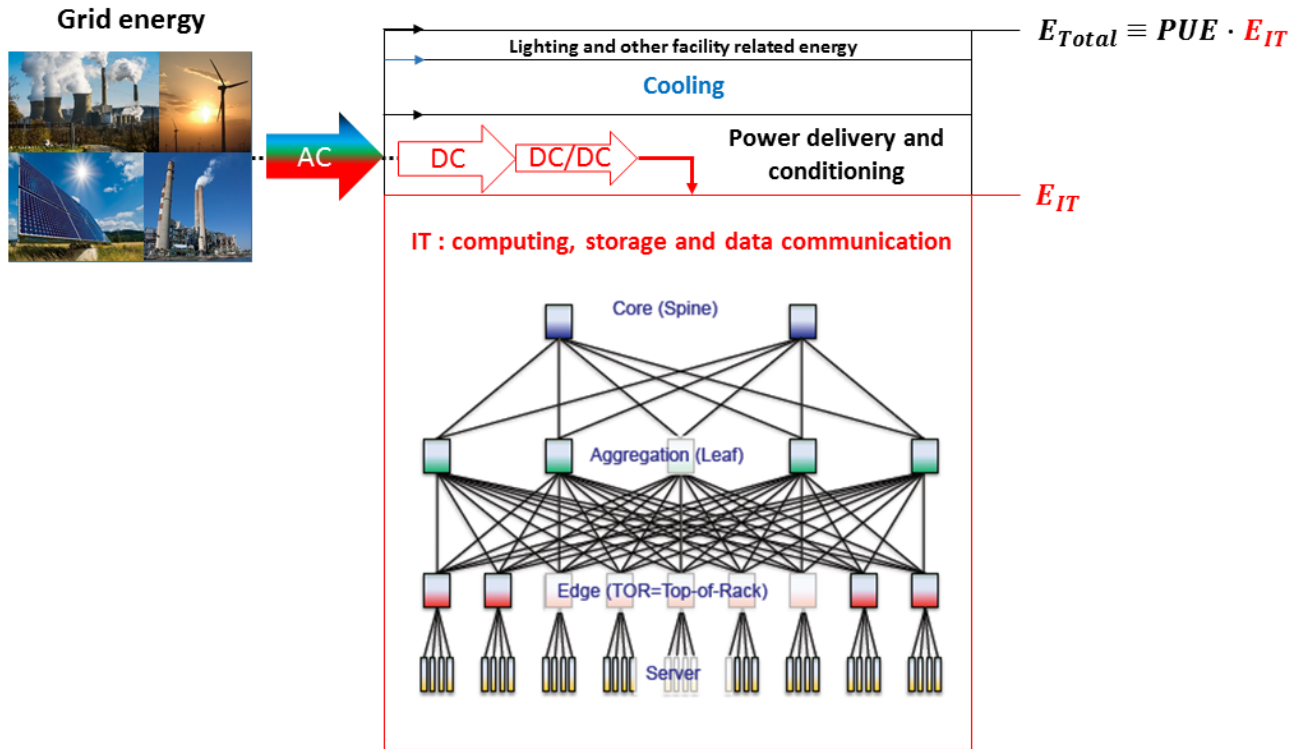 Grid energy
E_Total ≡ PUE · E_IT
Lighting and other facility related energy
Cooling
AC
DC
DC/DC
Power delivery and
conditioning
E_IT
IT : computing, storage and data communication
Core (Spine)
Aggregation (Leaf)
Edge (TOR=Top-of-Rack)
Server